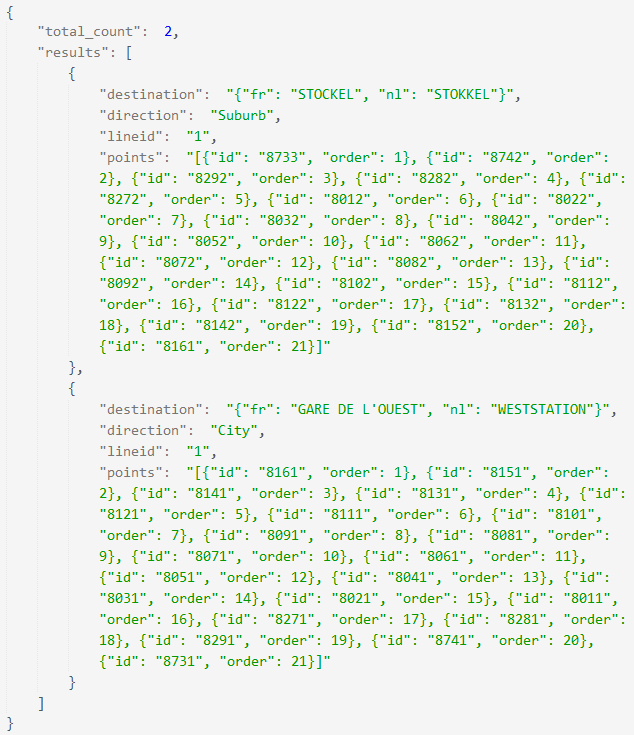 {
"total_count": 2,
"results": [
{
"destination": "{"fr": "STOCKEL", "nl": "STOKKEL"}",
"direction": "Suburb",
"lineid": "1",
"points": "[{"id": "8733", "order": 1}, {"id": "8742", "order":
2}, {"id": "8292", "order": 3}, {"id": "8282", "order": 4}, {"id":
"8272", "order": 5}, {"id": "8012", "order": 6}, {"id": "8022",
"order": 7}, {"id": "8032", "order": 8}, {"id": "8042", "order":
9}, {"id": "8052", "order": 10}, {"id": "8062", "order": 11},
{"id": "8072", "order": 12}, {"id": "8082", "order": 13}, {"id":
"8092", "order": 14}, {"id": "8102", "order": 15}, {"id": "8112",
"order": 16}, {"id": "8122", "order": 17}, {"id": "8132", "order":
18}, {"id": "8142", "order": 19}, {"id": "8152", "order": 20},
{"id": "8161", "order": 21}]"
},
{
"destination": "{"fr": "GARE DE L'OUEST", "nl": "WESTSTATION"}",
"direction": "City",
"lineid": "1",
"points": "[{"id": "8161", "order": 1}, {"id": "8151", "order":
2}, {"id": "8141", "order": 3}, {"id": "8131", "order": 4}, {"id":
"8121", "order": 5}, {"id": "8111", "order": 6}, {"id": "8101",
"order": 7}, {"id": "8091", "order": 8}, {"id": "8081", "order":
9}, {"id": "8071", "order": 10}, {"id": "8061", "order": 11},
{"id": "8051", "order": 12}, {"id": "8041", "order": 13}, {"id":
"8031", "order": 14}, {"id": "8021", "order": 15}, {"id": "8011",
"order": 16}, {"id": "8271", "order": 17}, {"id": "8281", "order":
18}, {"id": "8291", "order": 19}, {"id": "8741", "order": 20},
{"id": "8731", "order": 21}]"
}
]
}